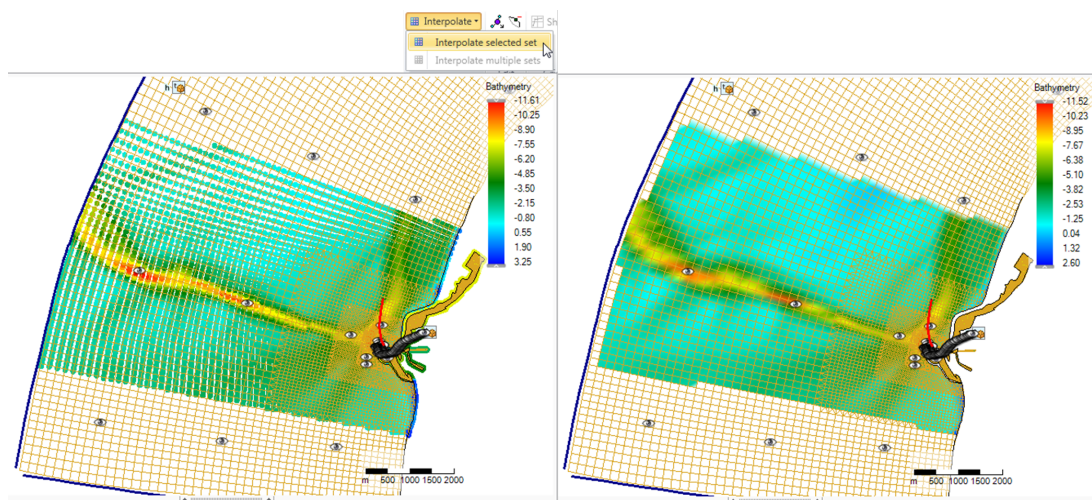 Interpolate
Sh
Interpolate selected set
Interpolate multiple sets
h
Bathymetry
-11.61
-10.25
-8.90
-7.55
-6.20
-4.85
-3.50
-2.15
-0.80
0.55
1.90
3.25
m 500 1000 1500 2000
h
Bathymetry
-11.52
-10.23
-8.95
-7.67
-6.38
-5.10
-3.82
-2.53
-1.25
0.04
1.32
2.60
m 500 1000 1500 2000